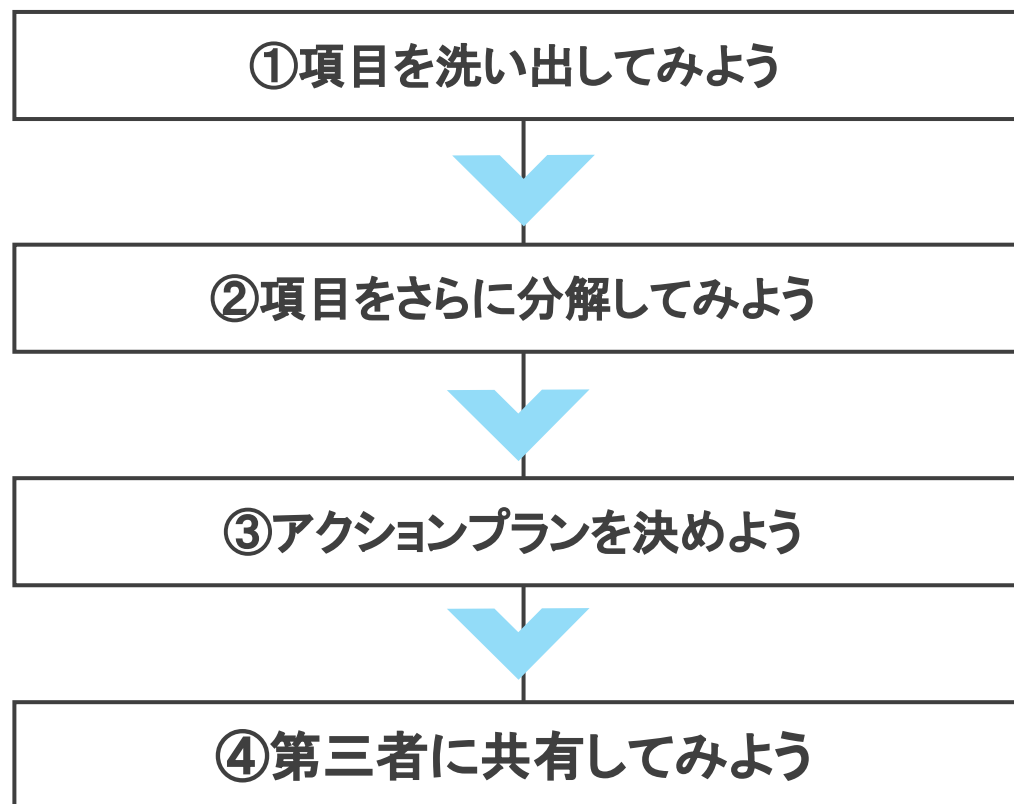 ①項目を洗い出してみよう
②項目をさらに分解してみよう
③アクションプランを決めよう
④第三者に共有してみよう